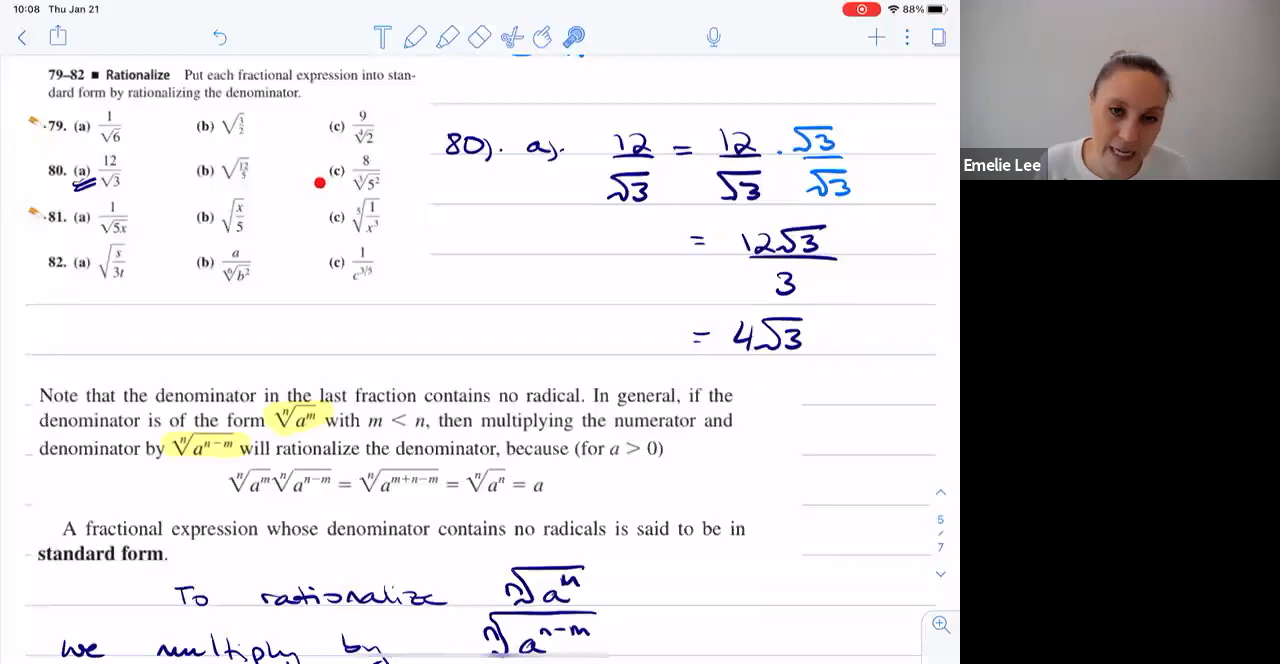 10:08 Thu Jan 21
88%
79–82 ■ Rationalize Put each fractional expression into stan-
dard form by rationalizing the denominator.
79. (a) 1/√6 (b) √(3/2) (c) 9/∜2
80. (a) 12/√3 (b) √(12/5) (c) 8/∛5²
81. (a) 1/√5x (b) √(x/5) (c) ⁵√(1/x³)
82. (a) √(s/3t) (b) a/⁶√b² (c) 1/c^(3/5)
80). a). 12/√3 = 12/√3 · √3/√3
= 12√3/3
= 4√3
Emelie Lee
Note that the denominator in the last fraction contains no radical. In general, if the
denominator is of the form ⁿ√aᵐ with m < n, then multiplying the numerator and
denominator by ⁿ√aⁿ⁻ᵐ will rationalize the denominator, because (for a > 0)
ⁿ√aᵐ ⁿ√aⁿ⁻ᵐ = ⁿ√aᵐ⁺ⁿ⁻ᵐ = ⁿ√aⁿ = a
A fractional expression whose denominator contains no radicals is said to be in
standard form.
To rationalize ⁿ√aᵐ
we multiply by ⁿ√aⁿ⁻ᵐ
5
/
7